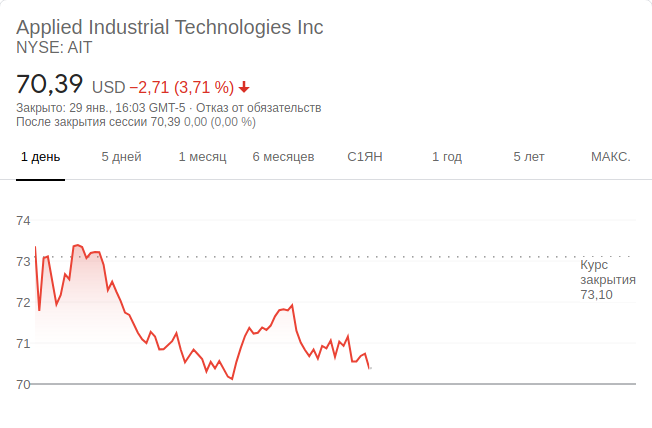 Applied Industrial Technologies Inc
NYSE: AIT
70,39 USD −2,71 (3,71 %)
Закрыто: 29 янв., 16:03 GMT-5 · Отказ от обязательств
После закрытия сессии 70,39 0,00 (0,00 %)
1 день 5 дней 1 месяц 6 месяцев С1ЯН 1 год 5 лет МАКС.
74
73
Курс
закрытия
73,10
72
71
70